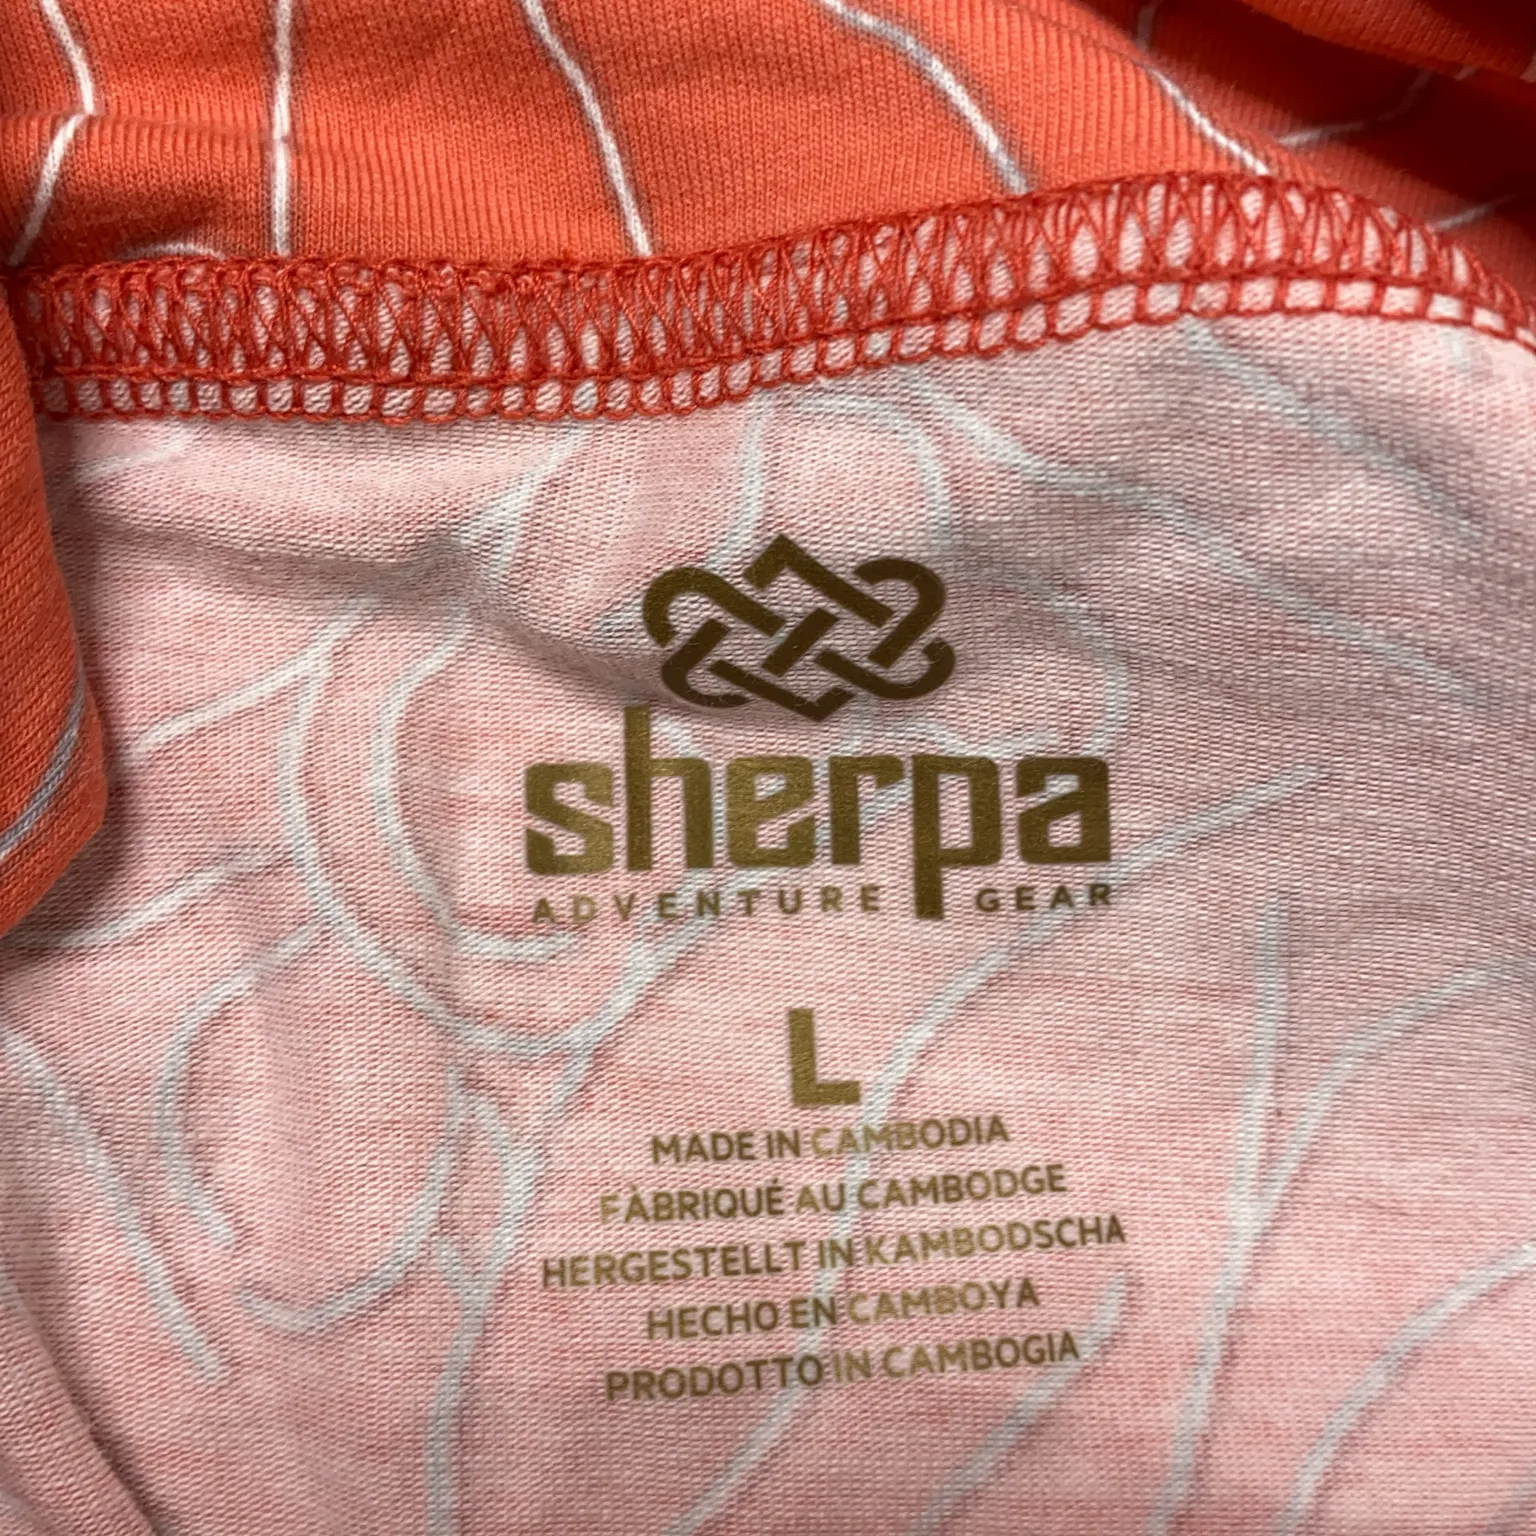 sherpa
ADVENTURE GEAR
L
MADE IN CAMBODIA
FÀBRIQUÉ AU CAMBODGE
HERGESTELLT IN KAMBODSCHA
HECHO EN CAMBOYA
PRODOTTO IN CAMBOGIA